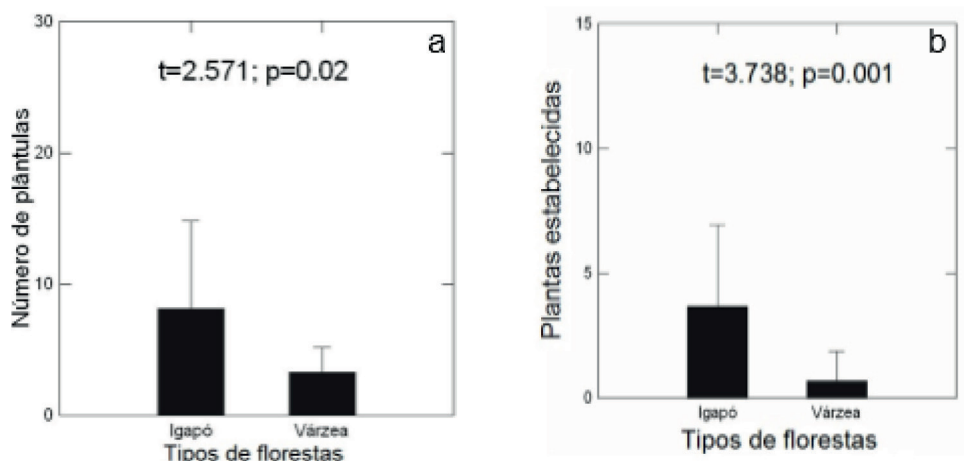 a
t=2.571; p=0.02
Número de plântulas
30
20
10
0
Igapó Várzea
Tipos de florestas
b
t=3.738; p=0.001
Plantas estabelecidas
15
10
5
0
Igapó Várzea
Tipos de florestas